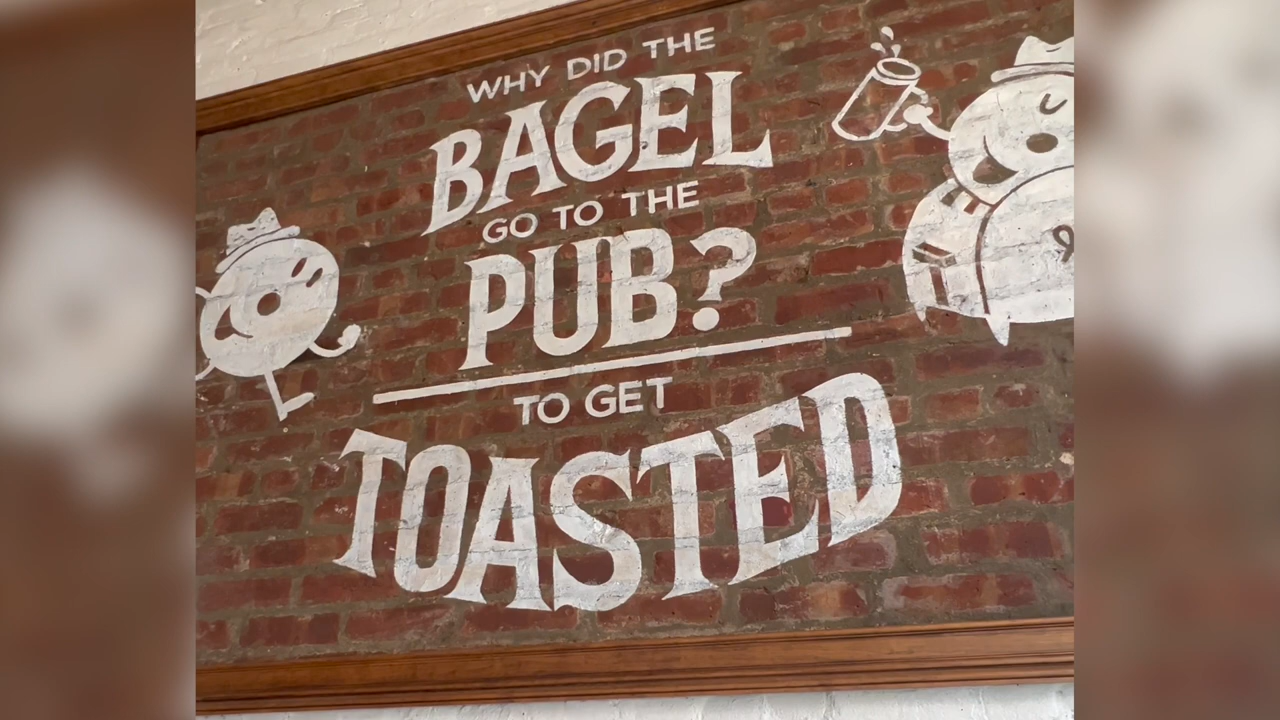 WHY DID THE
BAGEL
GO TO THE
PUB?
TO GET
TOASTED